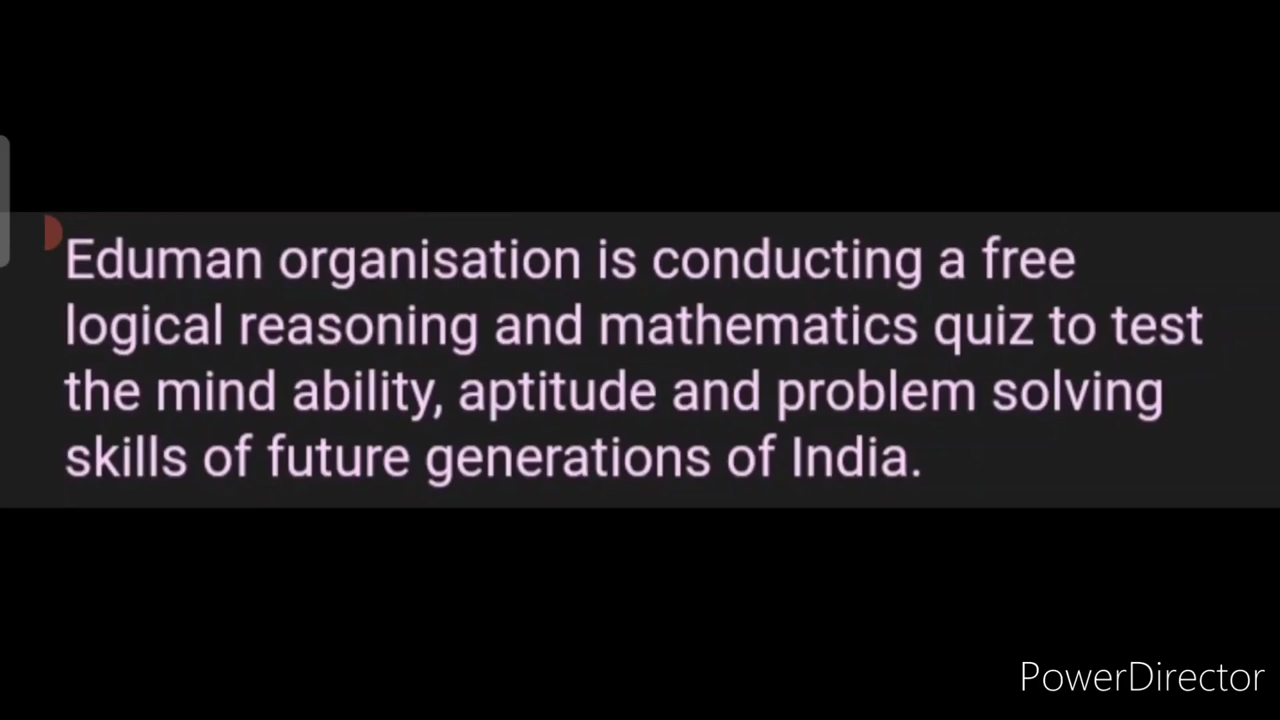 Eduman organisation is conducting a free
logical reasoning and mathematics quiz to test
the mind ability, aptitude and problem solving
skills of future generations of India.
PowerDirector